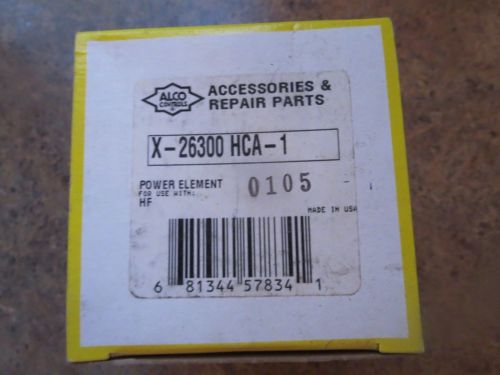 ALCO
CONTROLS
®
ACCESSORIES &
REPAIR PARTS
X-26300 HCA-1
POWER ELEMENT
FOR USE WITH:
HF
0105
MADE IN USA
6 81344 57834 1